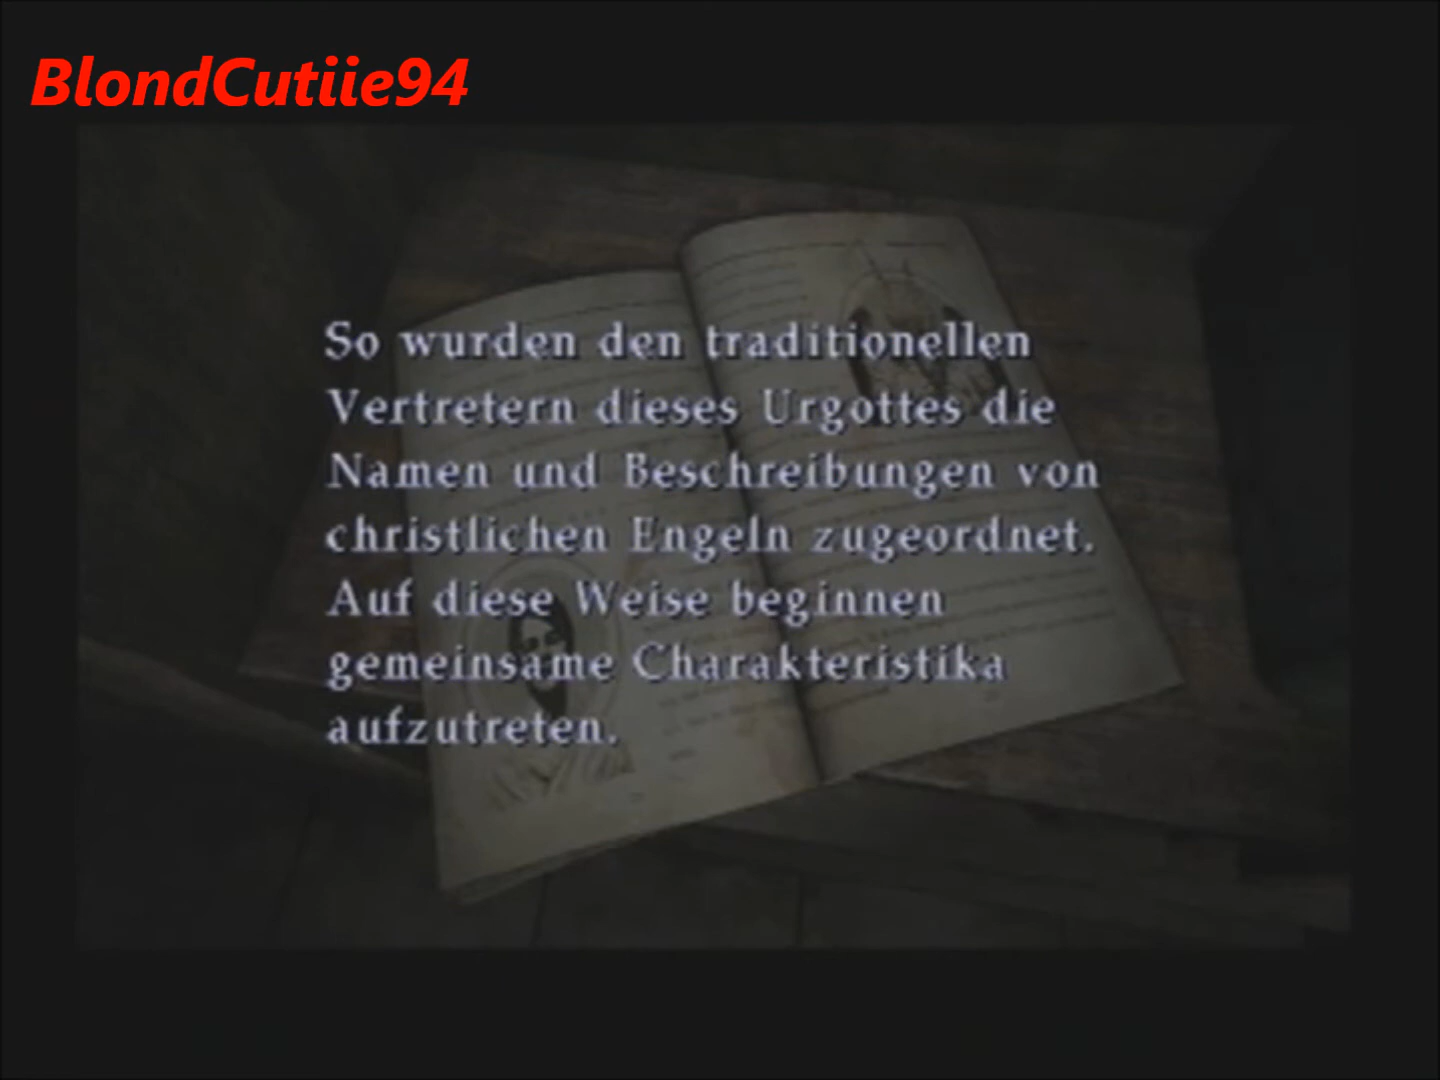 BlondCutiie94
So wurden den traditionellen
Vertretern dieses Urgottes die
Namen und Beschreibungen von
christlichen Engeln zugeordnet.
Auf diese Weise beginnen
gemeinsame Charakteristika
aufzutreten.